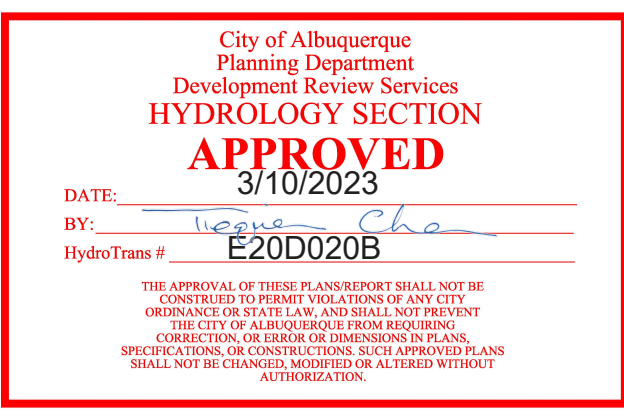 City of Albuquerque
Planning Department
Development Review Services
HYDROLOGY SECTION
APPROVED
DATE: 3/10/2023
BY:
HydroTrans # E20D020B
THE APPROVAL OF THESE PLANS/REPORT SHALL NOT BE
CONSTRUED TO PERMIT VIOLATIONS OF ANY CITY
ORDINANCE OR STATE LAW, AND SHALL NOT PREVENT
THE CITY OF ALBUQUERQUE FROM REQUIRING
CORRECTION, OR ERROR OR DIMENSIONS IN PLANS,
SPECIFICATIONS, OR CONSTRUCTIONS. SUCH APPROVED PLANS
SHALL NOT BE CHANGED, MODIFIED OR ALTERED WITHOUT
AUTHORIZATION.